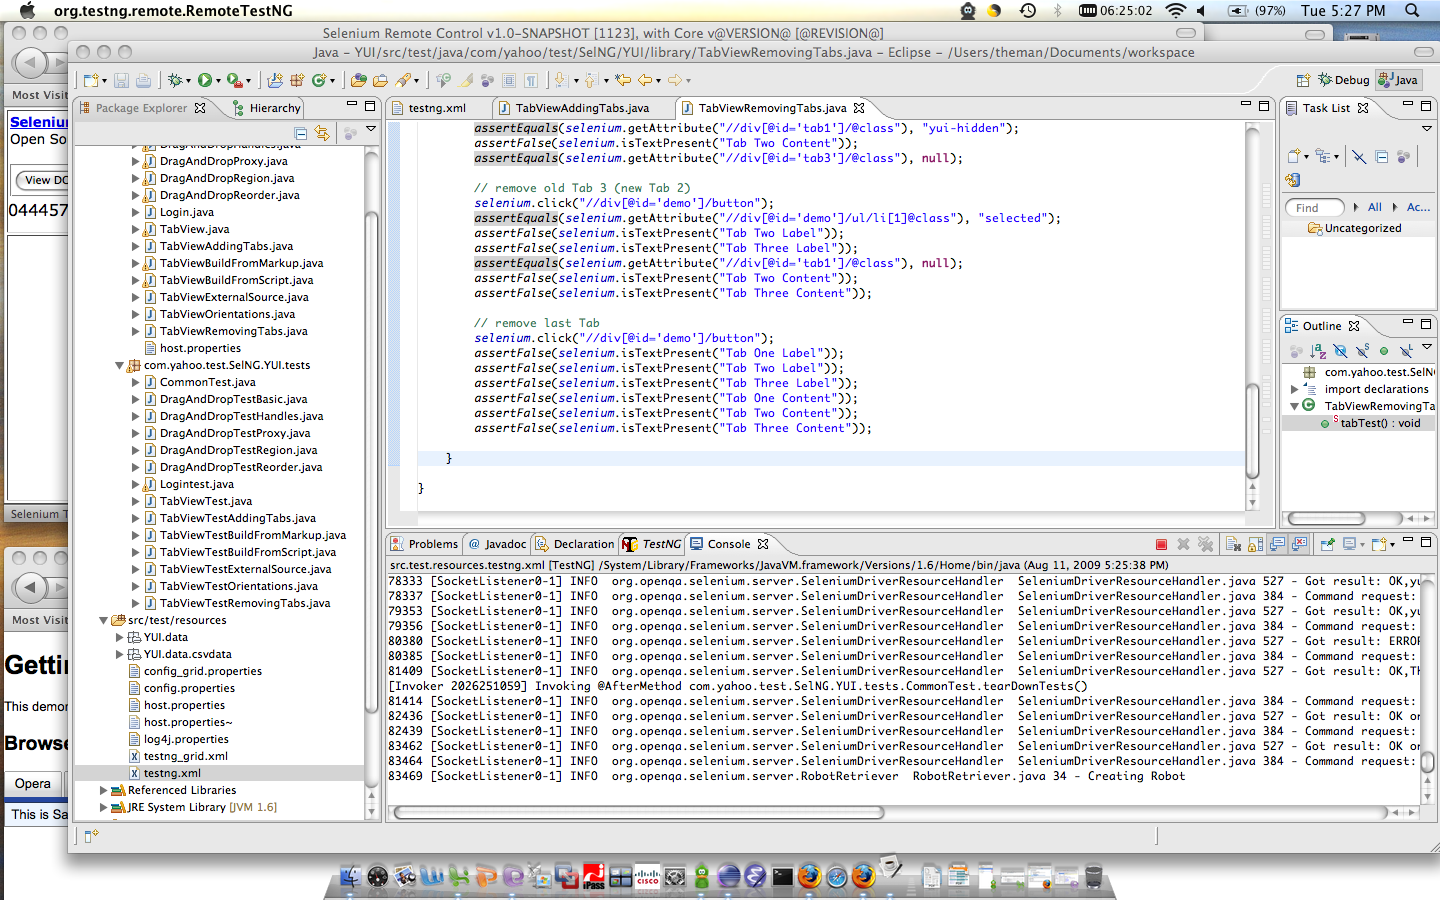 org.testng.remote.RemoteTestNG
06:25:02
(97%)
Tue 5:27 PM
Selenium Remote Control v1.0-SNAPSHOT [1123], with Core v@VERSION@ [@REVISION@]
Java – YUI/src/test/java/com/yahoo/test/SelNG/YUI/library/TabViewRemovingTabs.java – Eclipse – /Users/theman/Documents/workspace
Debug
Java
Most Visit
Selenium
Open So
View DO
044457
Selenium T
Most Visit
Gettin
This demon
Browse
Opera
This is Sa
Package Explorer
Hierarchy
DragAndDropHandles.java
DragAndDropProxy.java
DragAndDropRegion.java
DragAndDropReorder.java
Login.java
TabView.java
TabViewAddingTabs.java
TabViewBuildFromMarkup.java
TabViewBuildFromScript.java
TabViewExternalSource.java
TabViewOrientations.java
TabViewRemovingTabs.java
host.properties
com.yahoo.test.SelNG.YUI.tests
CommonTest.java
DragAndDropTestBasic.java
DragAndDropTestHandles.java
DragAndDropTestProxy.java
DragAndDropTestRegion.java
DragAndDropTestReorder.java
Logintest.java
TabViewTest.java
TabViewTestAddingTabs.java
TabViewTestBuildFromMarkup.java
TabViewTestBuildFromScript.java
TabViewTestExternalSource.java
TabViewTestOrientations.java
TabViewTestRemovingTabs.java
src/test/resources
YUI.data
YUI.data.csvdata
config_grid.properties
config.properties
host.properties
host.properties~
log4j.properties
testng_grid.xml
testng.xml
Referenced Libraries
JRE System Library [JVM 1.6]
testng.xml
TabViewAddingTabs.java
TabViewRemovingTabs.java
assertEquals(selenium.getAttribute("//div[@id='tab1']/@class"), "yui-hidden");
assertFalse(selenium.isTextPresent("Tab Two Content"));
assertEquals(selenium.getAttribute("//div[@id='tab3']/@class"), null);
// remove old Tab 3 (new Tab 2)
selenium.click("//div[@id='demo']/button");
assertEquals(selenium.getAttribute("//div[@id='demo']/ul/li[1]@class"), "selected");
assertFalse(selenium.isTextPresent("Tab Two Label"));
assertFalse(selenium.isTextPresent("Tab Three Label"));
assertEquals(selenium.getAttribute("//div[@id='tab1']/@class"), null);
assertFalse(selenium.isTextPresent("Tab Two Content"));
assertFalse(selenium.isTextPresent("Tab Three Content"));
// remove last Tab
selenium.click("//div[@id='demo']/button");
assertFalse(selenium.isTextPresent("Tab One Label"));
assertFalse(selenium.isTextPresent("Tab Two Label"));
assertFalse(selenium.isTextPresent("Tab Three Label"));
assertFalse(selenium.isTextPresent("Tab One Content"));
assertFalse(selenium.isTextPresent("Tab Two Content"));
assertFalse(selenium.isTextPresent("Tab Three Content"));
}
}
Task List
Find
All
Ac...
Uncategorized
Outline
com.yahoo.test.SelNG
import declarations
TabViewRemovingTa
tabTest() : void
Problems
Javadoc
Declaration
TestNG
Console
src.test.resources.testng.xml [TestNG] /System/Library/Frameworks/JavaVM.framework/Versions/1.6/Home/bin/java (Aug 11, 2009 5:25:38 PM)
78333 [SocketListener0-1] INFO org.openqa.selenium.server.SeleniumDriverResourceHandler SeleniumDriverResourceHandler.java 527 - Got result: OK,yu
78337 [SocketListener0-1] INFO org.openqa.selenium.server.SeleniumDriverResourceHandler SeleniumDriverResourceHandler.java 384 - Command request:
79353 [SocketListener0-1] INFO org.openqa.selenium.server.SeleniumDriverResourceHandler SeleniumDriverResourceHandler.java 527 - Got result: OK,yu
79356 [SocketListener0-1] INFO org.openqa.selenium.server.SeleniumDriverResourceHandler SeleniumDriverResourceHandler.java 384 - Command request:
80380 [SocketListener0-1] INFO org.openqa.selenium.server.SeleniumDriverResourceHandler SeleniumDriverResourceHandler.java 527 - Got result: ERROR
80385 [SocketListener0-1] INFO org.openqa.selenium.server.SeleniumDriverResourceHandler SeleniumDriverResourceHandler.java 384 - Command request:
81409 [SocketListener0-1] INFO org.openqa.selenium.server.SeleniumDriverResourceHandler SeleniumDriverResourceHandler.java 527 - Got result: OK,TH
[Invoker 2026251059] Invoking @AfterMethod com.yahoo.test.SelNG.YUI.tests.CommonTest.tearDownTests()
81414 [SocketListener0-1] INFO org.openqa.selenium.server.SeleniumDriverResourceHandler SeleniumDriverResourceHandler.java 384 - Command request:
82436 [SocketListener0-1] INFO org.openqa.selenium.server.SeleniumDriverResourceHandler SeleniumDriverResourceHandler.java 527 - Got result: OK or
82439 [SocketListener0-1] INFO org.openqa.selenium.server.SeleniumDriverResourceHandler SeleniumDriverResourceHandler.java 384 - Command request:
83462 [SocketListener0-1] INFO org.openqa.selenium.server.SeleniumDriverResourceHandler SeleniumDriverResourceHandler.java 527 - Got result: OK or
83464 [SocketListener0-1] INFO org.openqa.selenium.server.SeleniumDriverResourceHandler SeleniumDriverResourceHandler.java 384 - Command request:
83469 [SocketListener0-1] INFO org.openqa.selenium.server.RobotRetriever RobotRetriever.java 34 - Creating Robot
iPass
CISCO